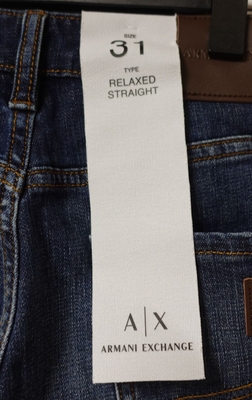 SIZE
31
TYPE
RELAXED
STRAIGHT
A|X
ARMANI EXCHANGE